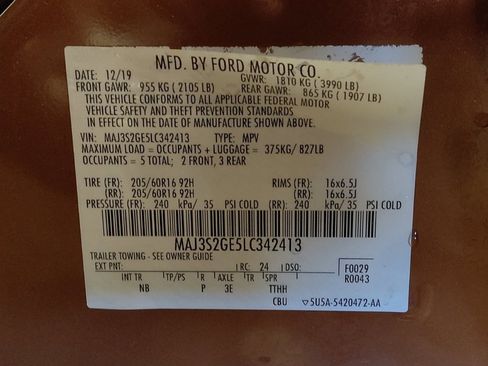 MFD. BY FORD MOTOR CO.
DATE: 12/19 GVWR: 1810 KG ( 3990 LB)
FRONT GAWR: 955 KG ( 2105 LB) REAR GAWR: 865 KG ( 1907 LB)
THIS VEHICLE CONFORMS TO ALL APPLICABLE FEDERAL MOTOR
VEHICLE SAFETY AND THEFT PREVENTION STANDARDS
IN EFFECT ON THE DATE OF MANUFACTURE SHOWN ABOVE.
VIN: MAJ3S2GE5LC342413 TYPE: MPV
MAXIMUM LOAD = OCCUPANTS + LUGGAGE = 375KG/ 827LB
OCCUPANTS = 5 TOTAL; 2 FRONT, 3 REAR
TIRE (FR): 205/60R16 92H RIMS (FR): 16x6.5J
(RR): 205/60R16 92H (RR): 16x6.5J
PRESSURE (FR): 240 kPa/ 35 PSI COLD (RR): 240 kPa/ 35 PSI COLD
MAJ3S2GE5LC342413
TRAILER TOWING - SEE OWNER GUIDE
EXT PNT: RC: 24 DSO: F0029
R0043
INT TR TP/PS R AXLE TR SPR
NB P 3E TTHH
CBU 5U5A-5420472-AA